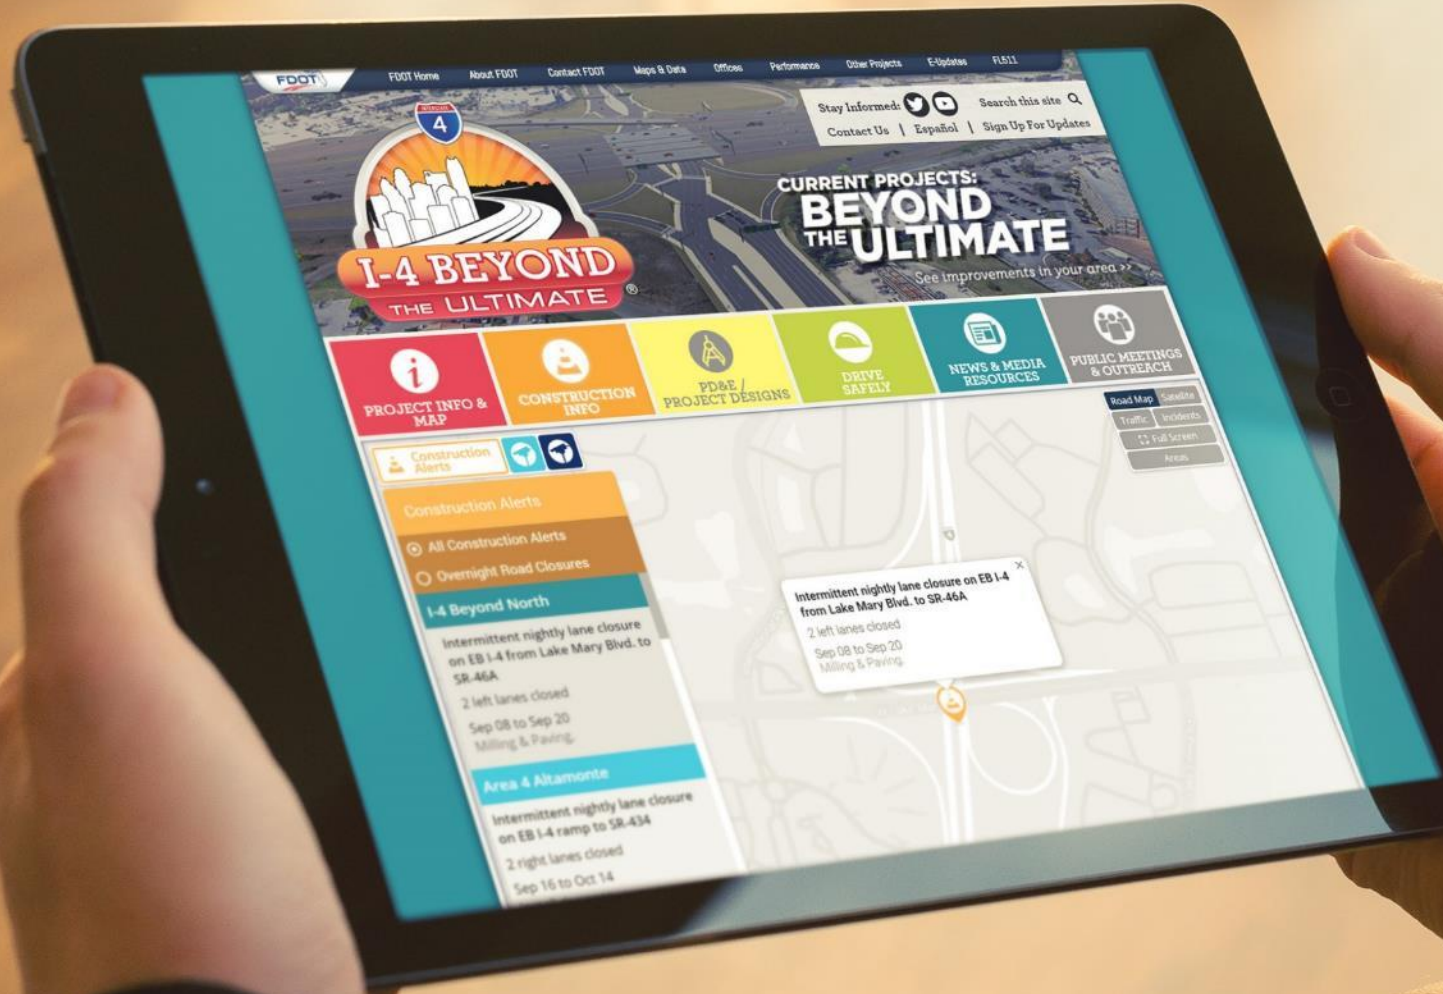 FDOT
FDOT Home About FDOT Contact FDOT Maps & Data Offices Performance Other Projects E-Updates FL511
Stay Informed: Search this site
Contact Us | Español | Sign Up For Updates
INTERSTATE
4
I-4 BEYOND
THE ULTIMATE ®
CURRENT PROJECTS:
BEYOND
THE ULTIMATE
See improvements in your area >>
PROJECT INFO &
MAP
CONSTRUCTION
INFO
PD&E /
PROJECT DESIGNS
DRIVE
SAFELY
NEWS & MEDIA
RESOURCES
PUBLIC MEETINGS
& OUTREACH
Road Map Satellite
Traffic Incidents
Full Screen
Areas
Construction
Alerts
Construction Alerts
All Construction Alerts
Overnight Road Closures
I-4 Beyond North
Intermittent nightly lane closure
on EB I-4 from Lake Mary Blvd. to
SR-46A
2 left lanes closed
Sep 08 to Sep 20
Milling & Paving.
Area 4 Altamonte
Intermittent nightly lane closure
on EB I-4 ramp to SR-434
2 right lanes closed
Sep 16 to Oct 14
Intermittent nightly lane closure on EB I-4
from Lake Mary Blvd. to SR-46A
2 left lanes closed
Sep 08 to Sep 20
Milling & Paving.